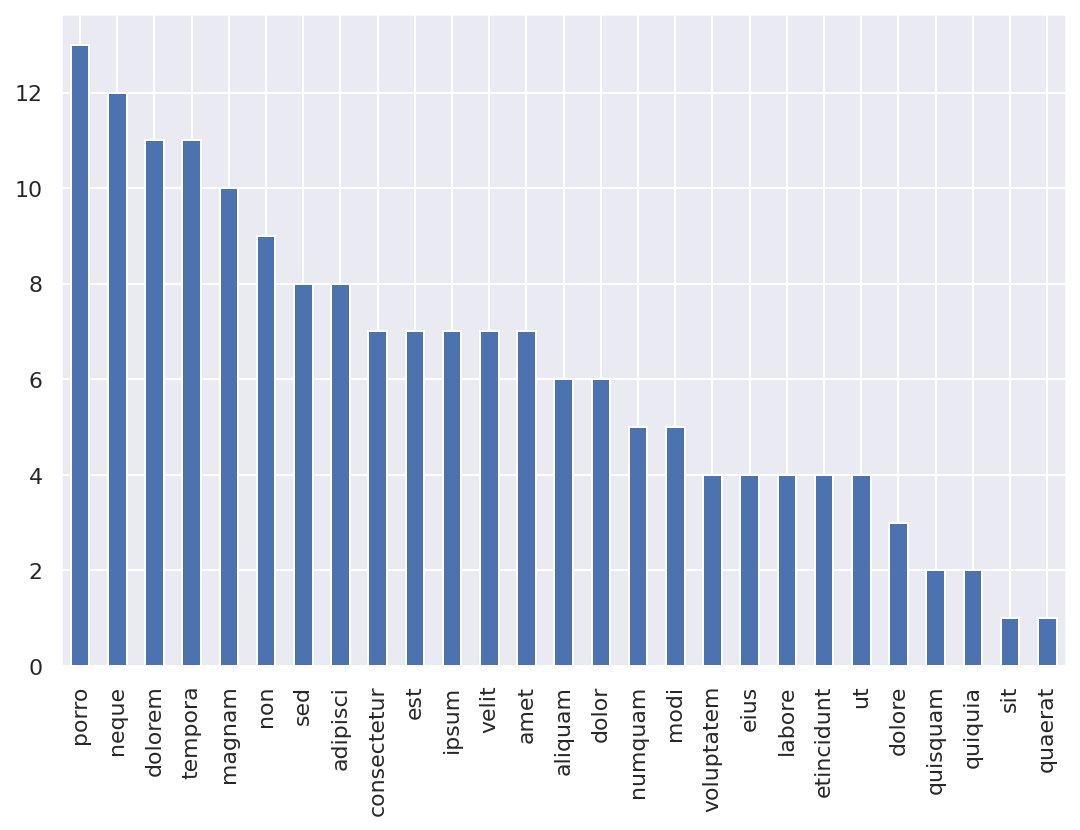 12
10
8
6
4
2
0
porro
neque
dolorem
tempora
magnam
non
sed
adipisci
consectetur
est
ipsum
velit
amet
aliquam
dolor
numquam
modi
voluptatem
eius
labore
etincidunt
ut
dolore
quisquam
quiquia
sit
quaerat